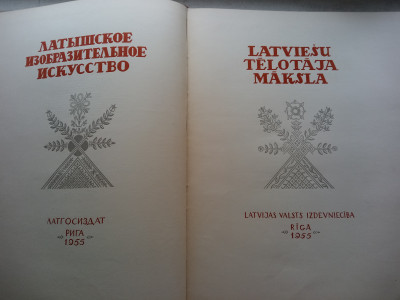 ЛАТЫШСКОЕ
ИЗОБРАЗИТЕЛЬНОЕ
ИСКУССТВО
ЛАТГОСИЗДАТ
РИГА
1955
LATVIEŠU
TĒLOTĀJA
MĀKSLA
LATVIJAS VALSTS IZDEVNIECĪBA
RĪGA
1955